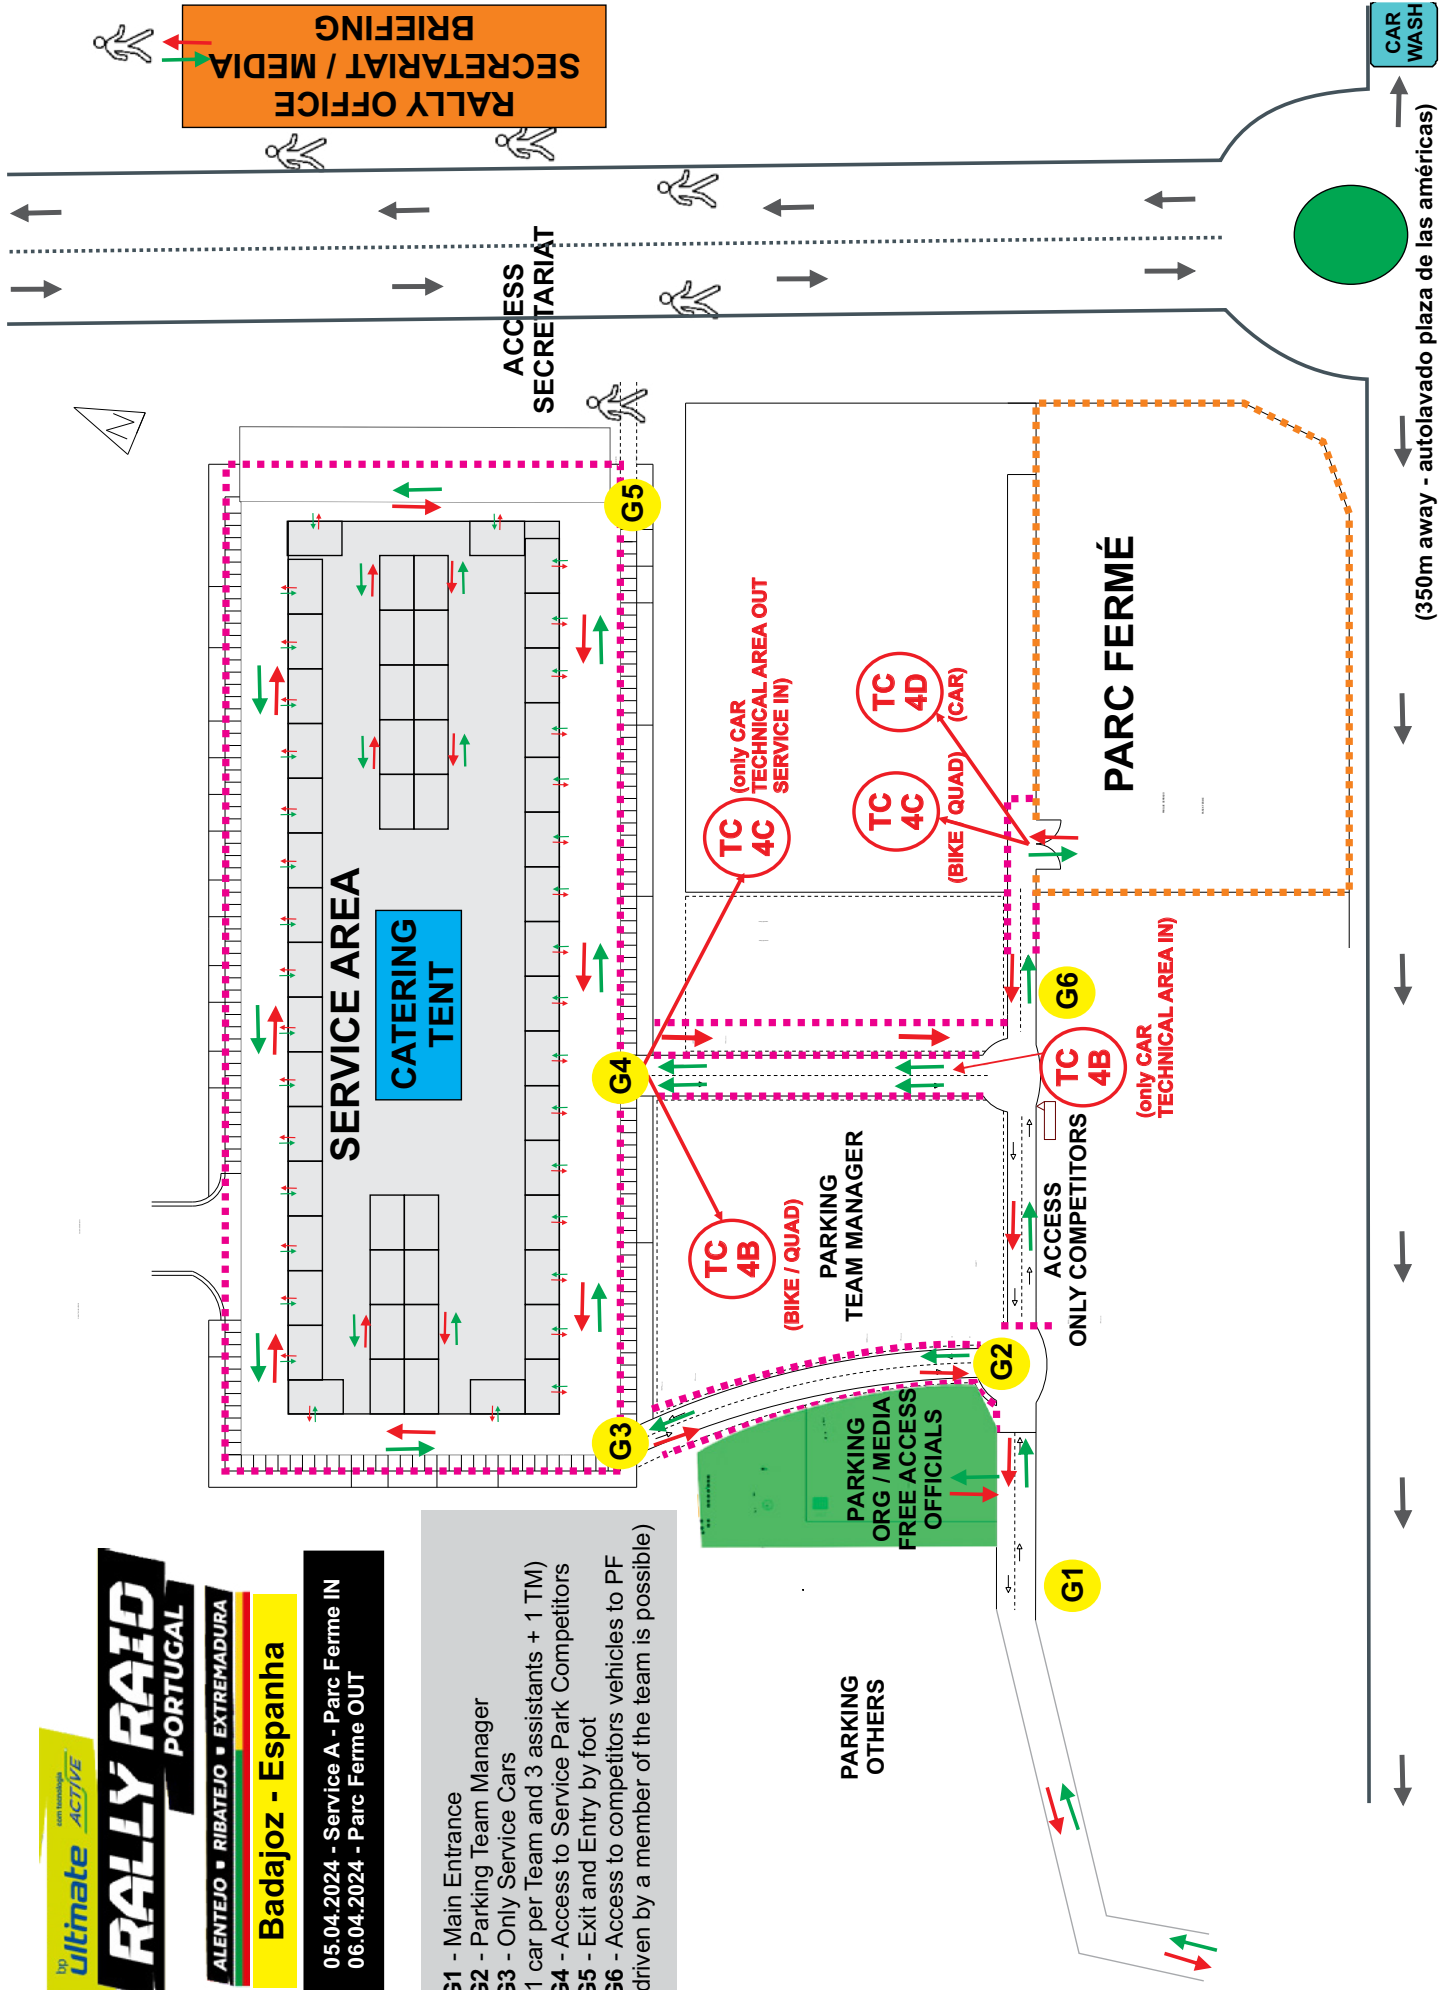 bp
ultimate
com tecnologia
ACTIVE
RALLY RAID
PORTUGAL
ALENTEJO • RIBATEJO • EXTREMADURA
Badajoz - Espanha
05.04.2024 - Service A - Parc Ferme IN
06.04.2024 - Parc Ferme OUT
G1 - Main Entrance
G2 - Parking Team Manager
G3 - Only Service Cars
1 car per Team and 3 assistants + 1 TM)
G4 - Access to Service Park Competitors
G5 - Exit and Entry by foot
G6 - Access to competitors vehicles to PF
driven by a member of the team is possible)
N
RALLY OFFICE
SECRETARIAT / MEDIA
BRIEFING
ACCESS
SECRETARIAT
CAR
WASH
(350m away - autolavado plaza de las américas)
SERVICE AREA
CATERING
TENT
G3
G4
G5
TC
4B
(BIKE / QUAD)
TC
4C
(only CAR
TECHNICAL AREA OUT
SERVICE IN)
PARKING
TEAM MANAGER
TC
4C
(BIKE QUAD)
TC
4D
(CAR)
PARKING
ORG / MEDIA
FREE ACCESS
OFFICIALS
G2
G1
G6
ACCESS
ONLY COMPETITORS
TC
4B
(only CAR
TECHNICAL AREA IN)
PARC FERMÉ
PARKING
OTHERS